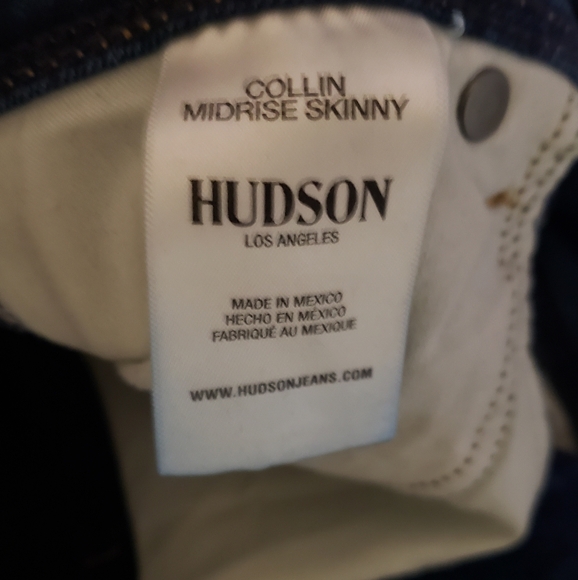 COLLIN
MIDRISE SKINNY
HUDSON
LOS ANGELES
MADE IN MEXICO
HECHO EN MÉXICO
FABRIQUÉ AU MEXIQUE
WWW.HUDSONJEANS.COM